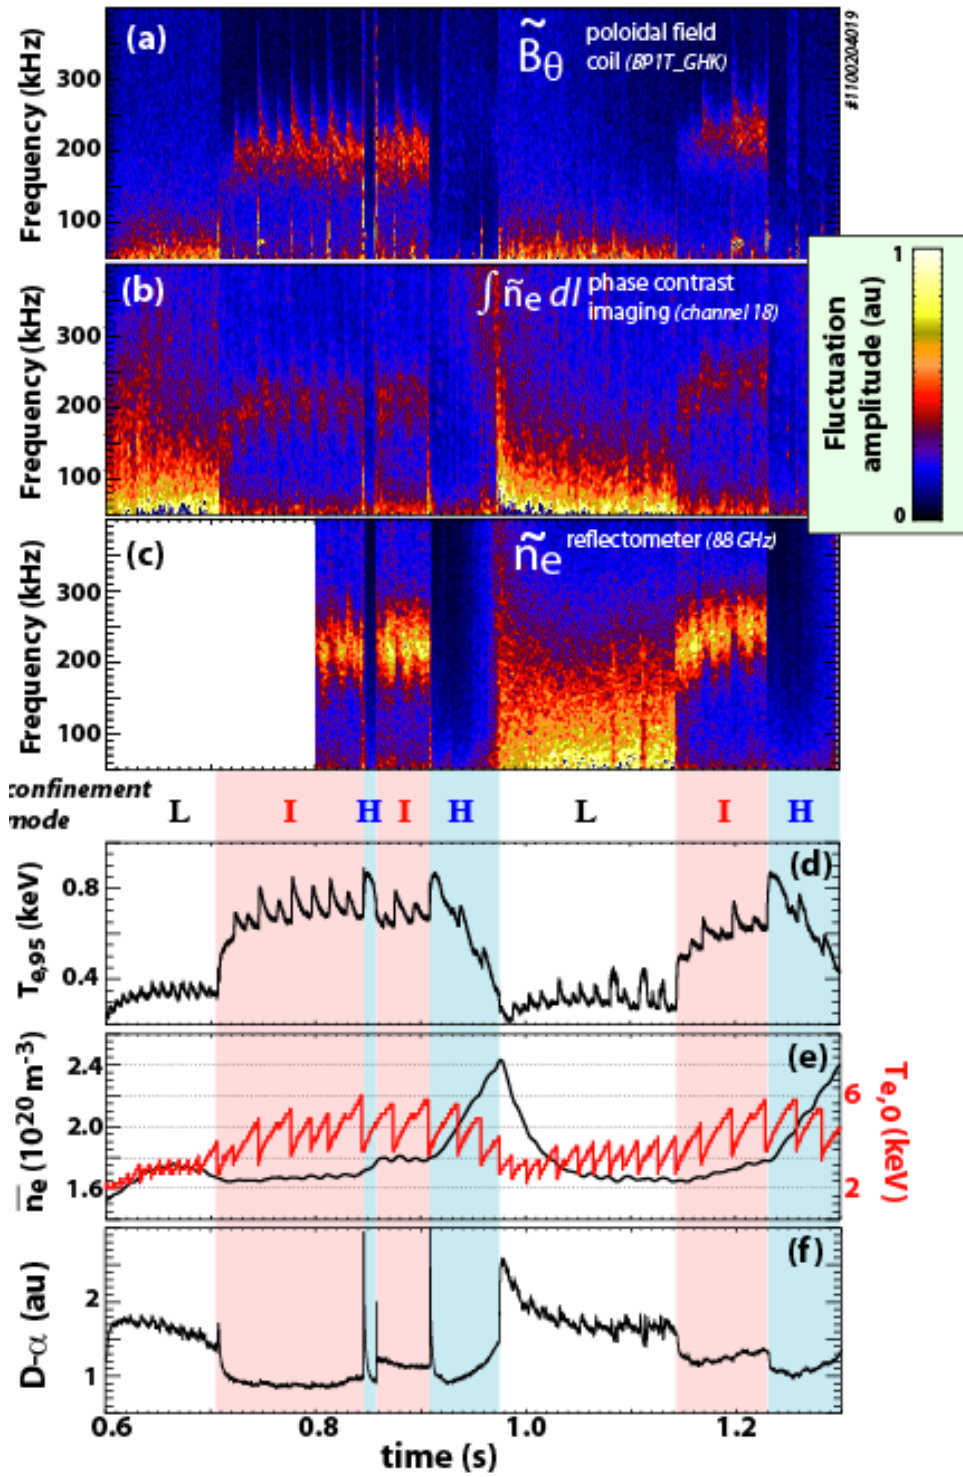 (a)
B̃θ
poloidal field
coil (BP1T_GHK)
#1100204019
Frequency (kHz)
300
200
100
(b)
∫ ñe dl
phase contrast
imaging (channel 18)
Frequency (kHz)
300
200
100
Fluctuation
amplitude (au)
1
0
(c)
ñe
reflectometer (88 GHz)
Frequency (kHz)
300
200
100
confinement
mode
L I H I H L I H
(d)
Te,95 (keV)
0.8
0.4
(e)
n̅e (10²⁰ m⁻³)
2.4
2.0
1.6
6
2
Te,0 (keV)
(f)
D-α (au)
2
1
0.6 0.8 1.0 1.2
time (s)